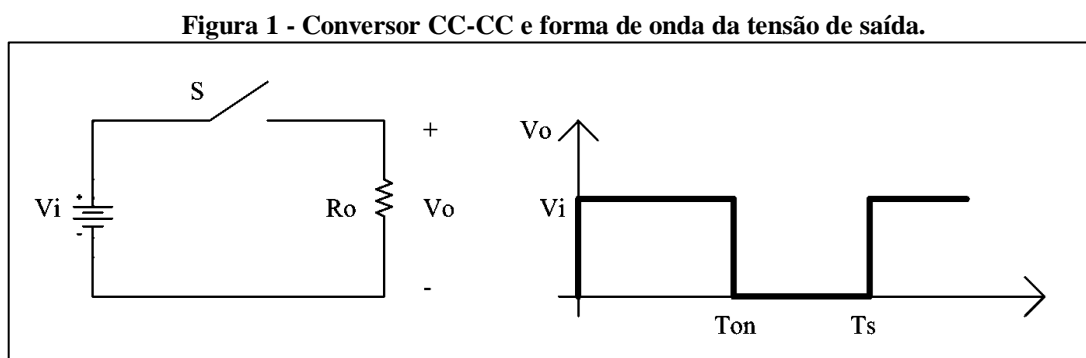 Figura 1 - Conversor CC-CC e forma de onda da tensão de saída.
S
+
Vo
Vi
+
-
Ro
Vo
Vi
-
Ton
Ts